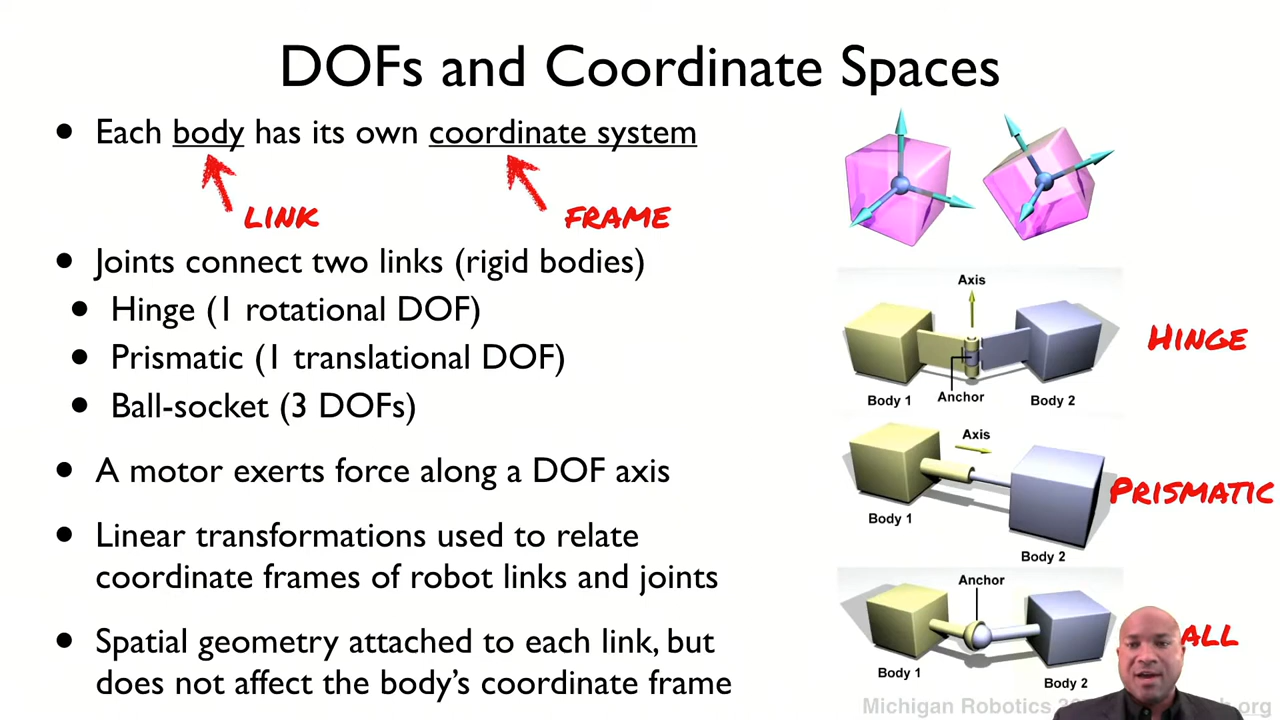 DOFs and Coordinate Spaces
• Each body has its own coordinate system
LINK
FRAME
• Joints connect two links (rigid bodies)
• Hinge (1 rotational DOF)
• Prismatic (1 translational DOF)
• Ball-socket (3 DOFs)
• A motor exerts force along a DOF axis
• Linear transformations used to relate
coordinate frames of robot links and joints
• Spatial geometry attached to each link, but
does not affect the body's coordinate frame
Axis
HINGE
Body 1
Anchor
Body 2
Axis
PRISMATIC
Body 1
Body 2
Anchor
Body 1
Body 2
Michigan Robotics